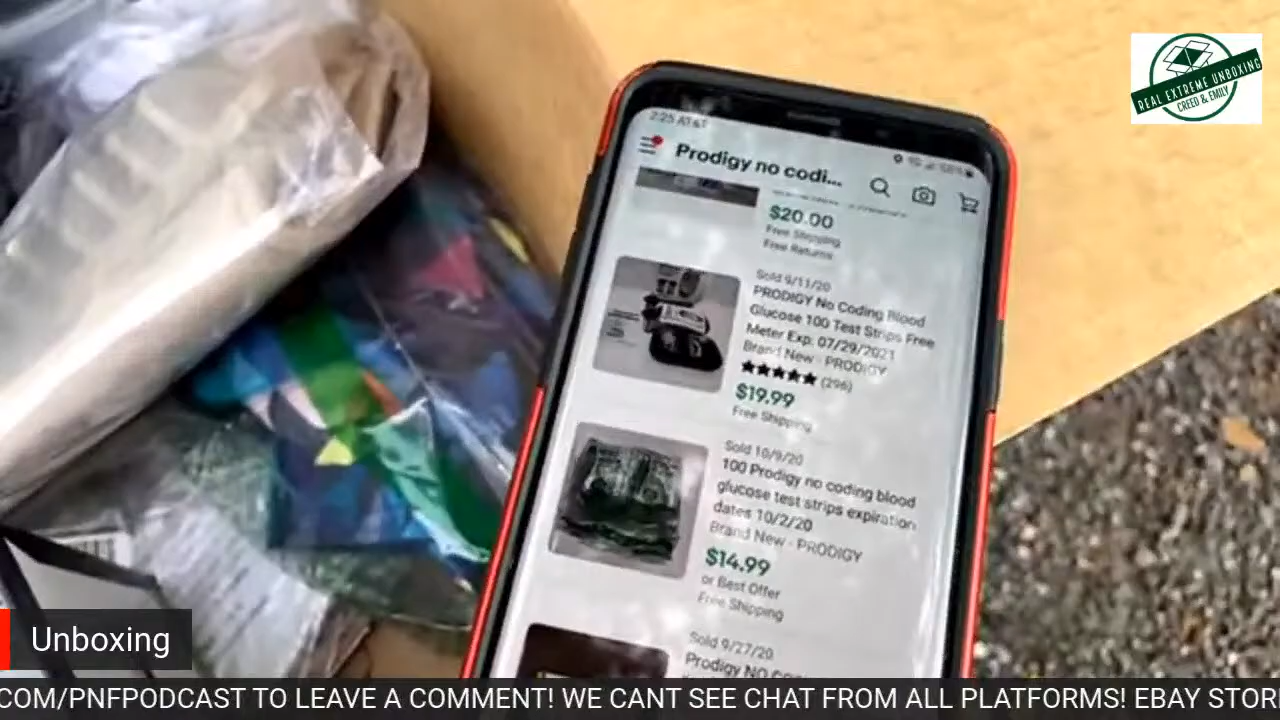 REAL EXTREME UNBOXING
CREED & EMILY
2:25 AT&T
Prodigy no codi...
$20.00
Free Shipping
Free Returns
Sold 9/11/20
PRODIGY No Coding Blood
Glucose 100 Test Strips Free
Meter Exp. 07/29/2021
Brand New · PRODIGY
(296)
$19.99
Free Shipping
Sold 10/9/20
100 Prodigy no coding blood
glucose test strips expiration
dates 10/2/20
Brand New · PRODIGY
$14.99
or Best Offer
Free Shipping
Sold 9/27/20
Prodigy NO
Unboxing
COM/PNFPODCAST TO LEAVE A COMMENT! WE CANT SEE CHAT FROM ALL PLATFORMS! EBAY STOR